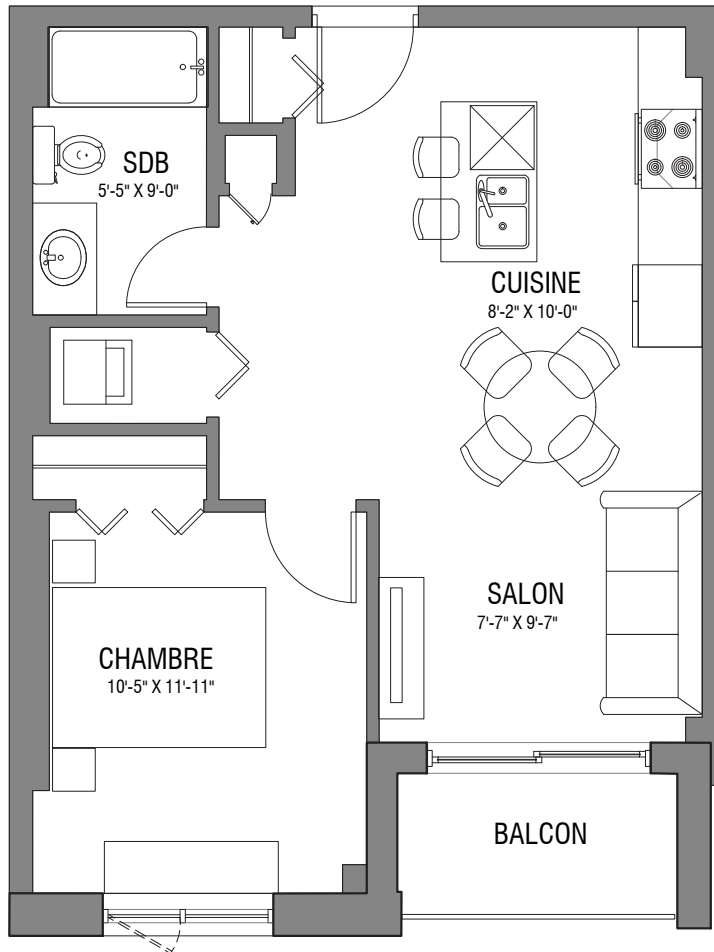 SDB
5'-5" X 9'-0"
CUISINE
8'-2" X 10'-0"
SALON
7'-7" X 9'-7"
CHAMBRE
10'-5" X 11'-11"
BALCON